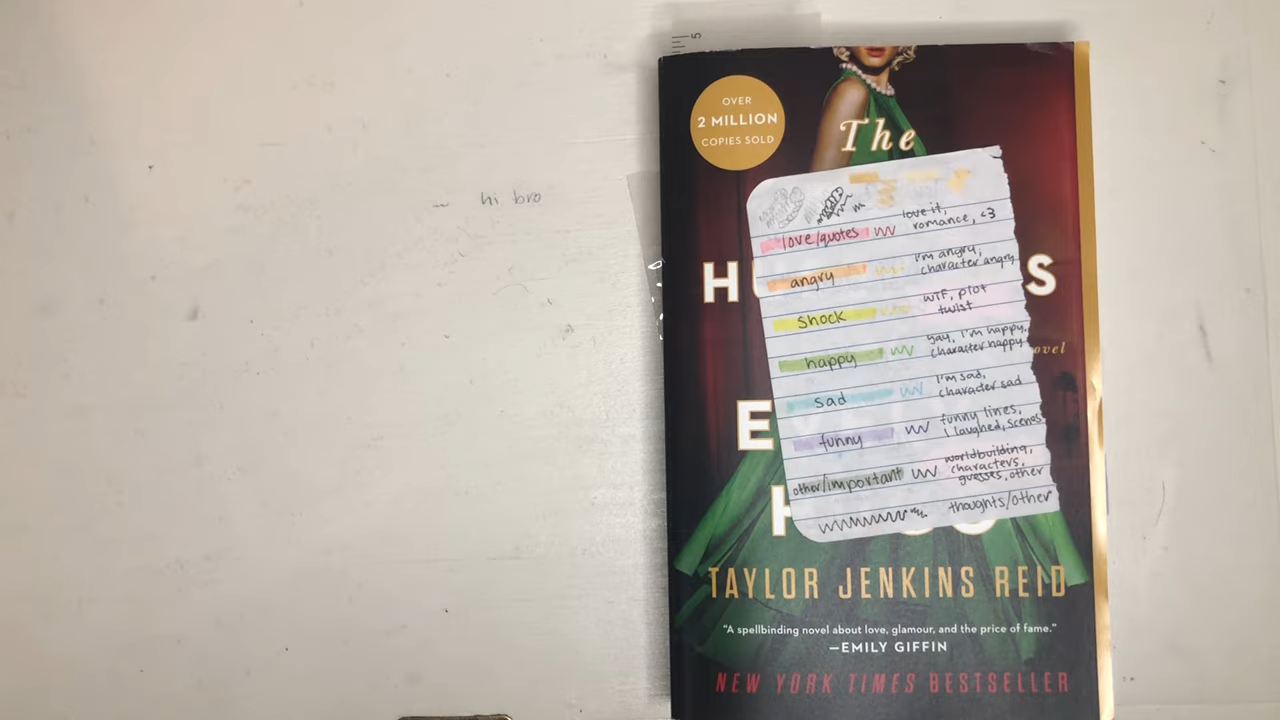 5
OVER
2 MILLION
COPIES SOLD
The
hi bro
love/quotes love it, romance, <3
angry I'm angry, character angry
shock WTF, plot twist
happy yay, I'm happy, character happy
sad I'm sad, character sad
funny funny lines, i laughed, scenes
other/important worldbuilding, characters, guesses, other
thoughts/other
H S
E
H
TAYLOR JENKINS REID
“A spellbinding novel about love, glamour, and the price of fame.”
—EMILY GIFFIN
NEW YORK TIMES BESTSELLER